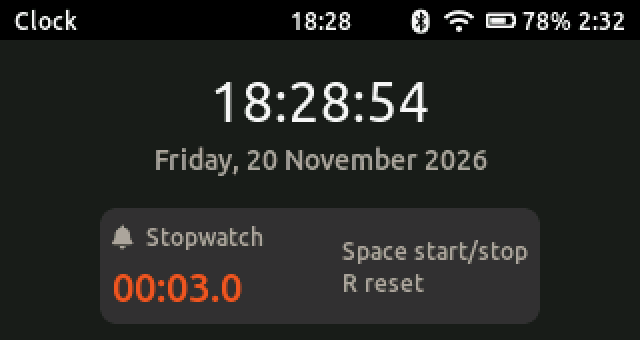 Clock 18:28 78% 2:32
18:28:54
Friday, 20 November 2026
Stopwatch
00:03.0
Space start/stop
R reset